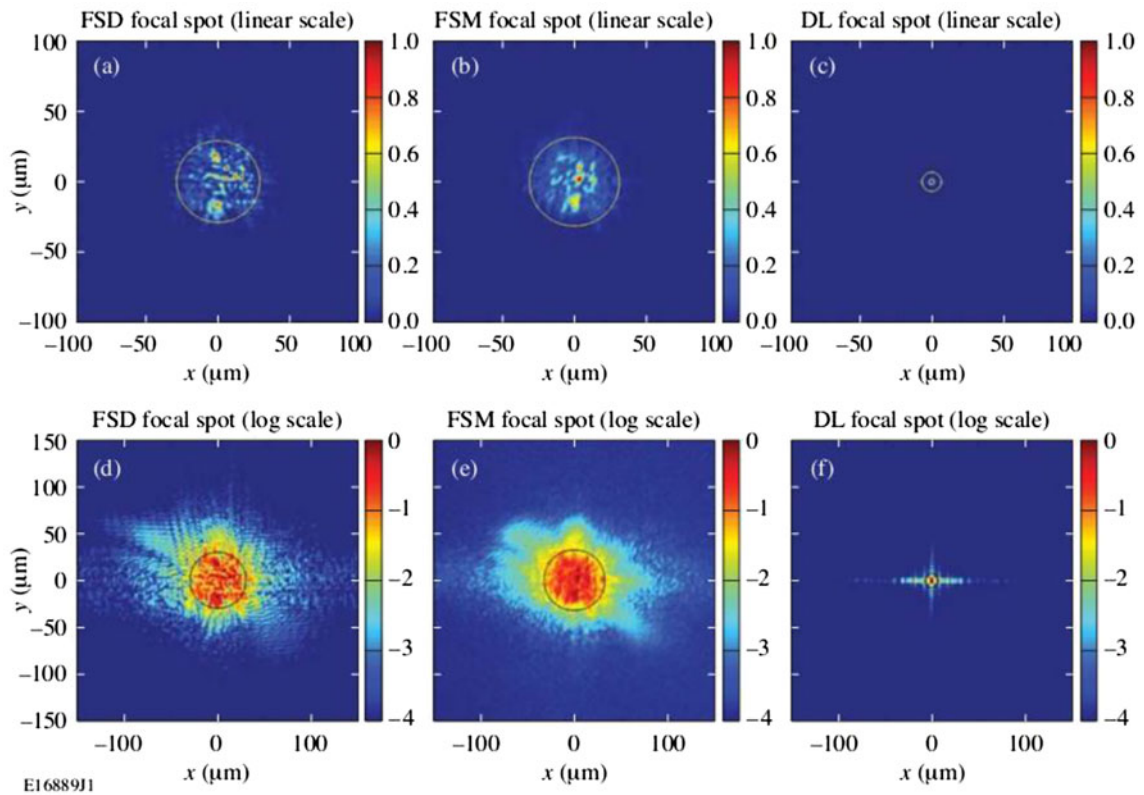 FSD focal spot (linear scale)
FSM focal spot (linear scale)
DL focal spot (linear scale)
(a)
(b)
(c)
100
50
0
–50
–100
y (μm)
–100 –50 0 50 100
x (μm)
1.0
0.8
0.6
0.4
0.2
0.0
–100 –50 0 50 100
x (μm)
1.0
0.8
0.6
0.4
0.2
0.0
–100 –50 0 50 100
x (μm)
1.0
0.8
0.6
0.4
0.2
0.0
FSD focal spot (log scale)
FSM focal spot (log scale)
DL focal spot (log scale)
(d)
(e)
(f)
150
100
50
0
–50
–100
–150
y (μm)
–100 0 100
x (μm)
0
–1
–2
–3
–4
–100 0 100
x (μm)
0
–1
–2
–3
–4
–100 0 100
x (μm)
0
–1
–2
–3
–4
E16889J1